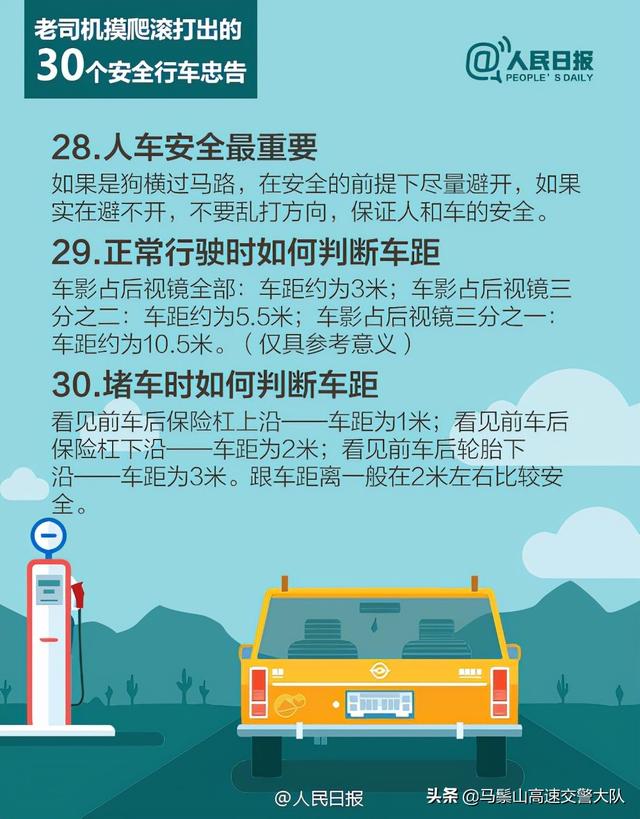 老司机摸爬滚打出的
30个安全行车忠告
@人民日报
PEOPLE'S DAILY
28.人车安全最重要
如果是狗横过马路，在安全的前提下尽量避开，如果
实在避不开，不要乱打方向，保证人和车的安全。
29.正常行驶时如何判断车距
车影占后视镜全部：车距约为3米；车影占后视镜三
分之二：车距约为5.5米；车影占后视镜三分之一：
车距约为10.5米。（仅具参考意义）
30.堵车时如何判断车距
看见前车后保险杠上沿——车距为1米；看见前车后
保险杠下沿——车距为2米；看见前车后轮胎下
沿——车距为3米。跟车距离一般在2米左右比较安
全。
@人民日报
头条 @马鬃山高速交警大队